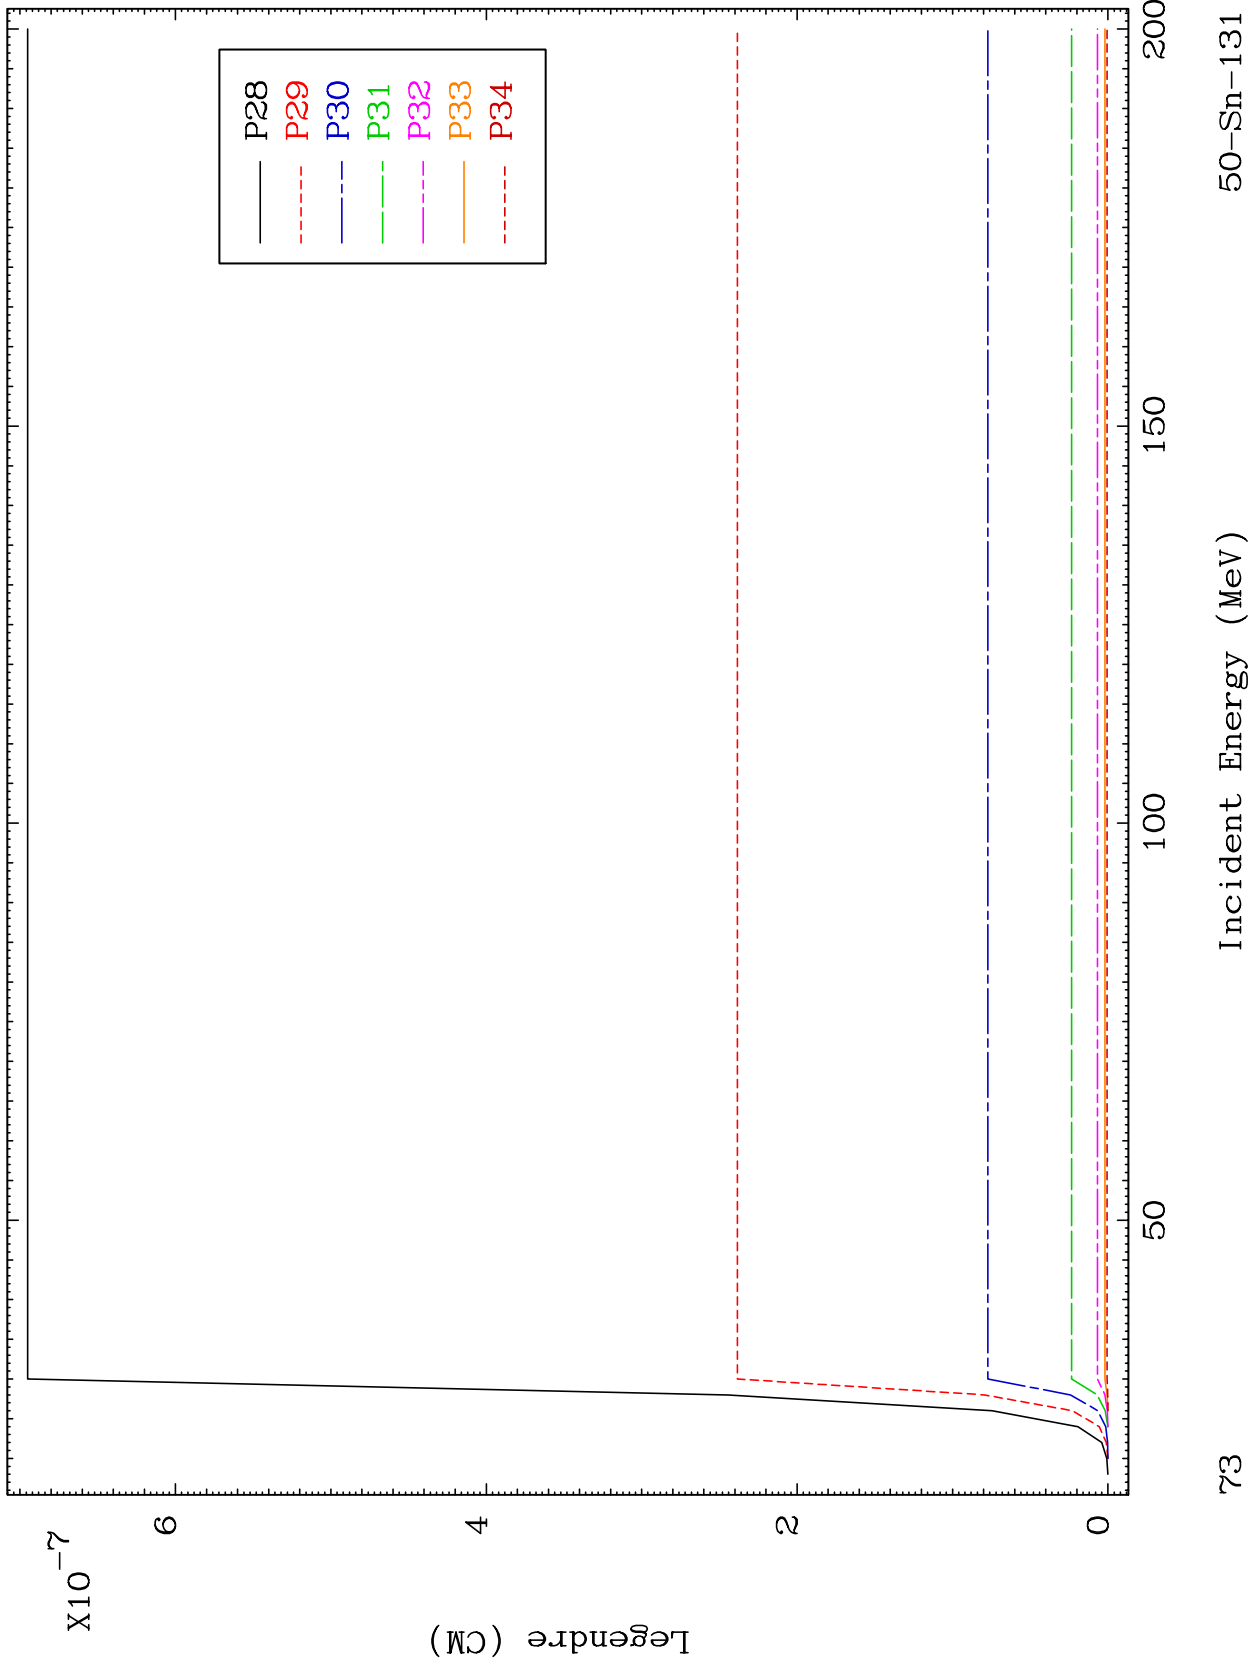 X10-7
Legendre (CM)
6
4
2
0
P28
P29
P30
P31
P32
P33
P34
50
100
150
200
Incident Energy (MeV)
73
50-Sn-131